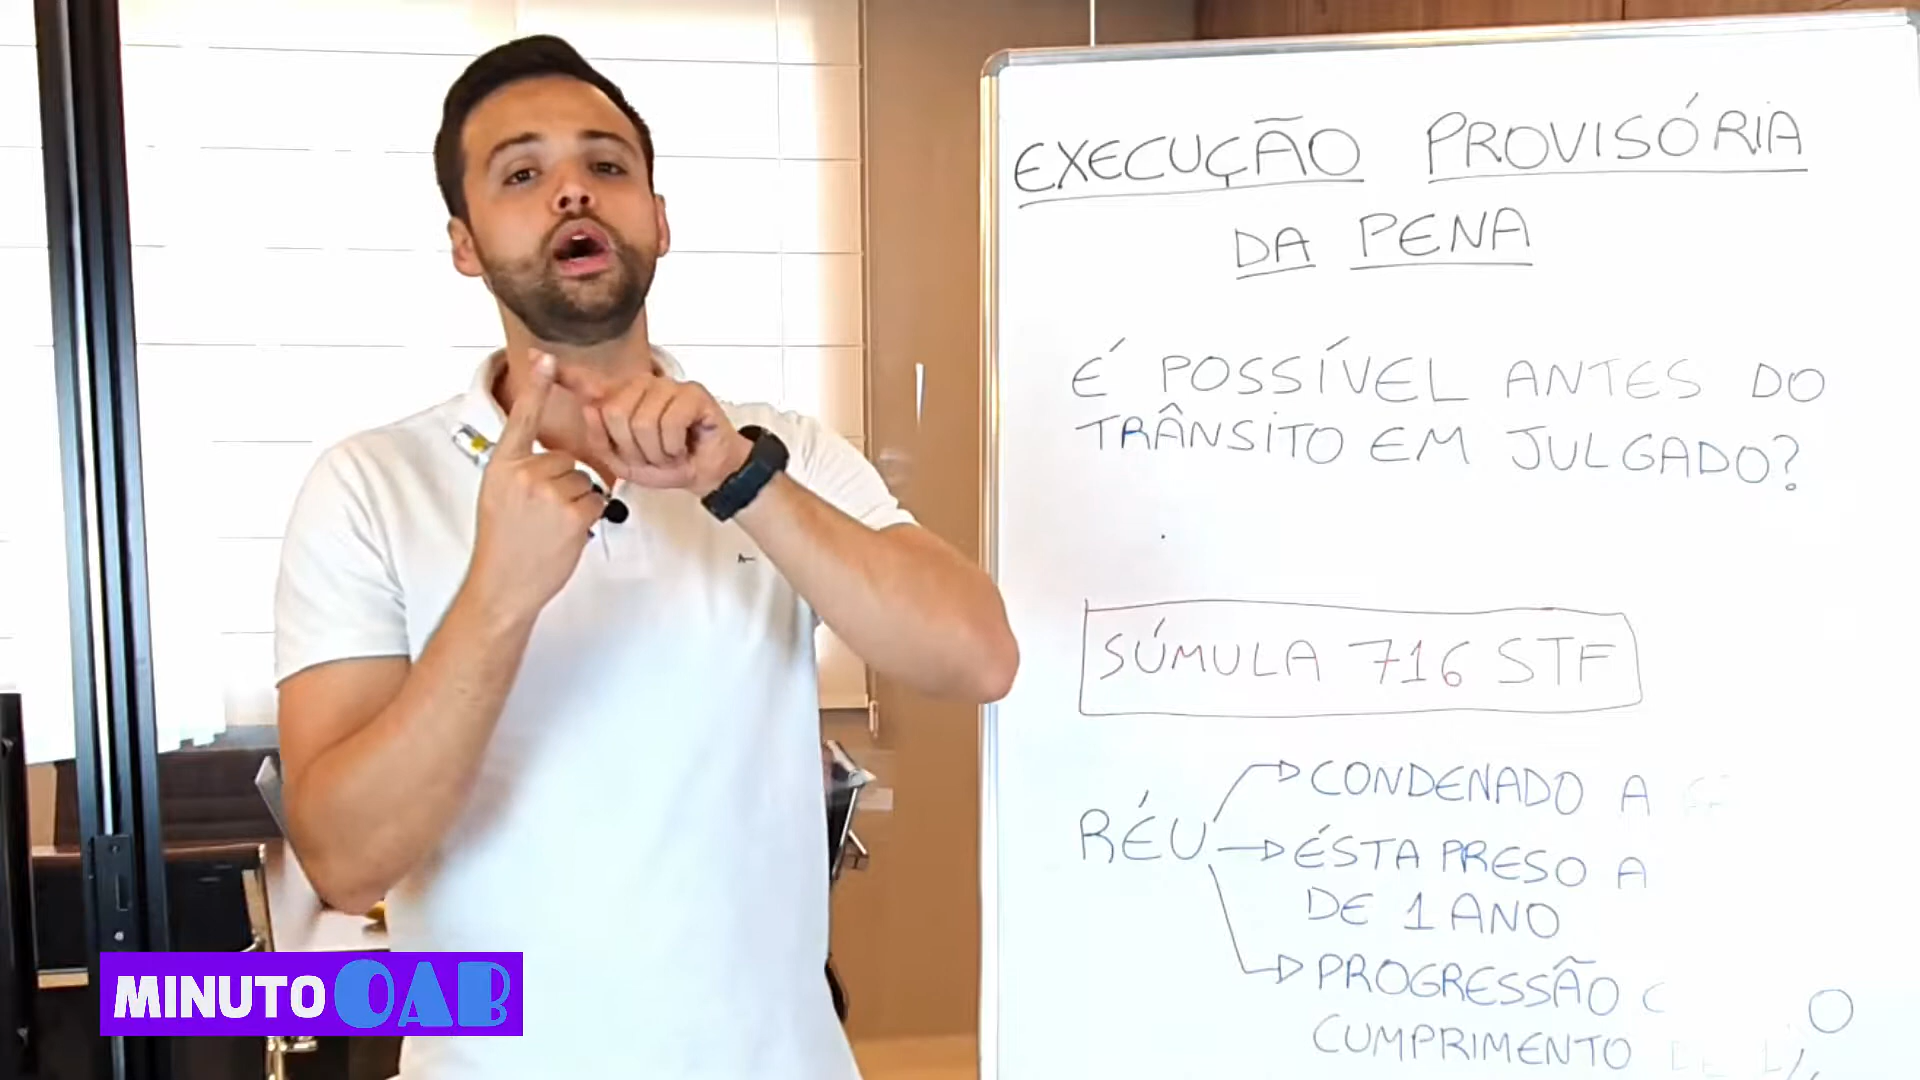 EXECUÇÃO PROVISÓRIA
DA PENA
É POSSÍVEL ANTES DO
TRÂNSITO EM JULGADO?
SÚMULA 716 STF
RÉU
CONDENADO A
ÉSTA PRESO A
DE 1 ANO
PROGRESSÃO C O
CUMPRIMENTO
MINUTO OAB